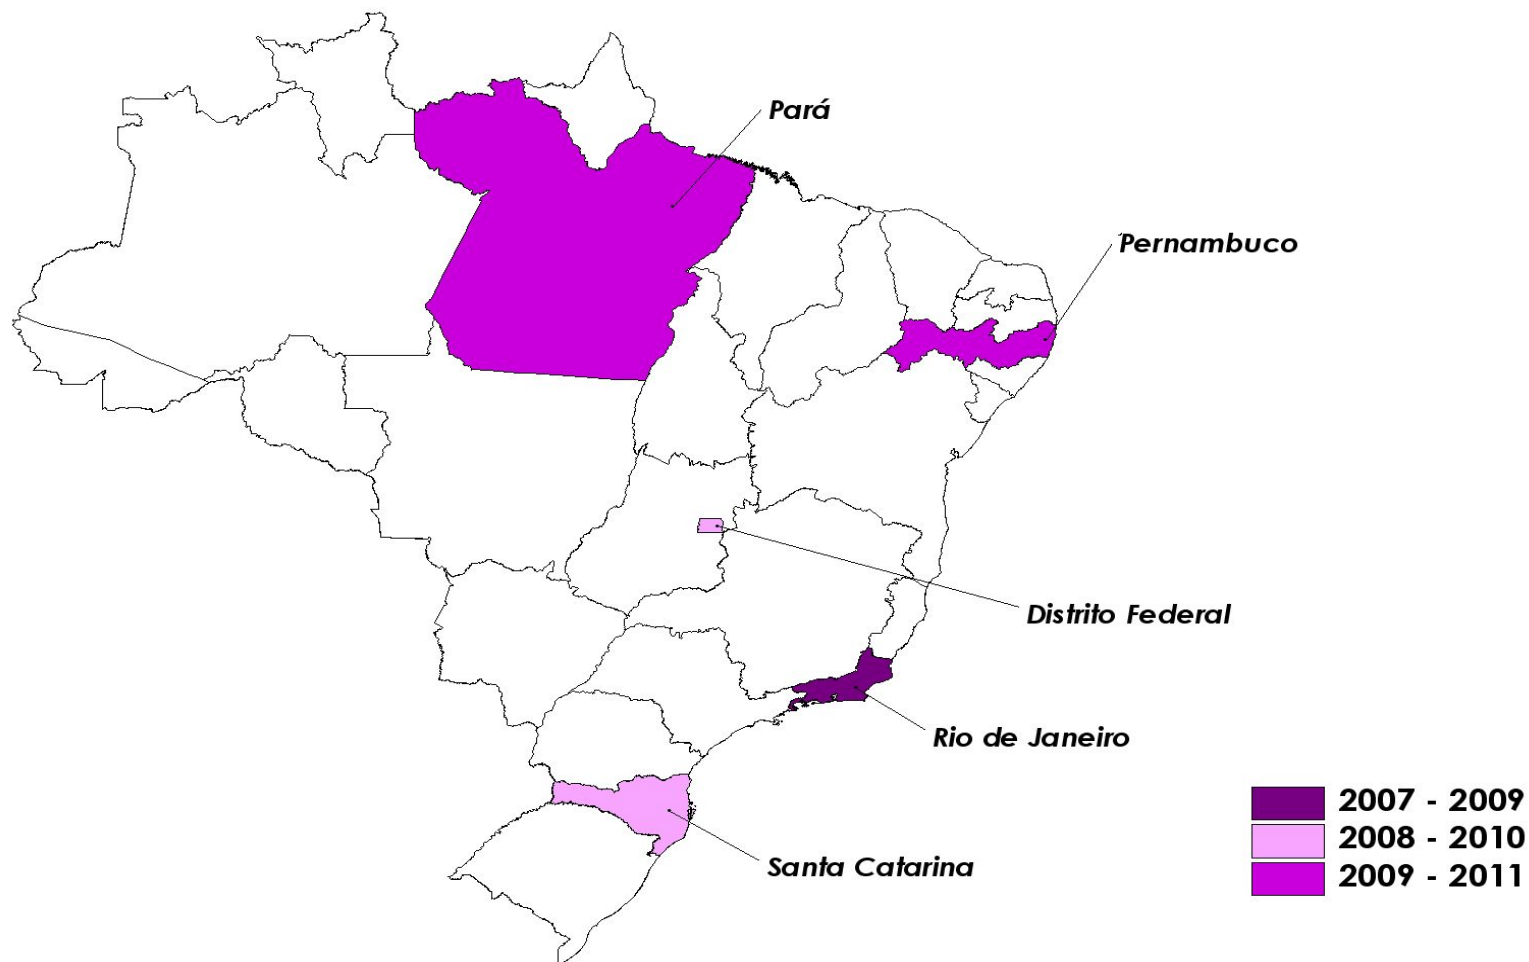 Pará
Pernambuco
Distrito Federal
Rio de Janeiro
Santa Catarina
2007 - 2009
2008 - 2010
2009 - 2011